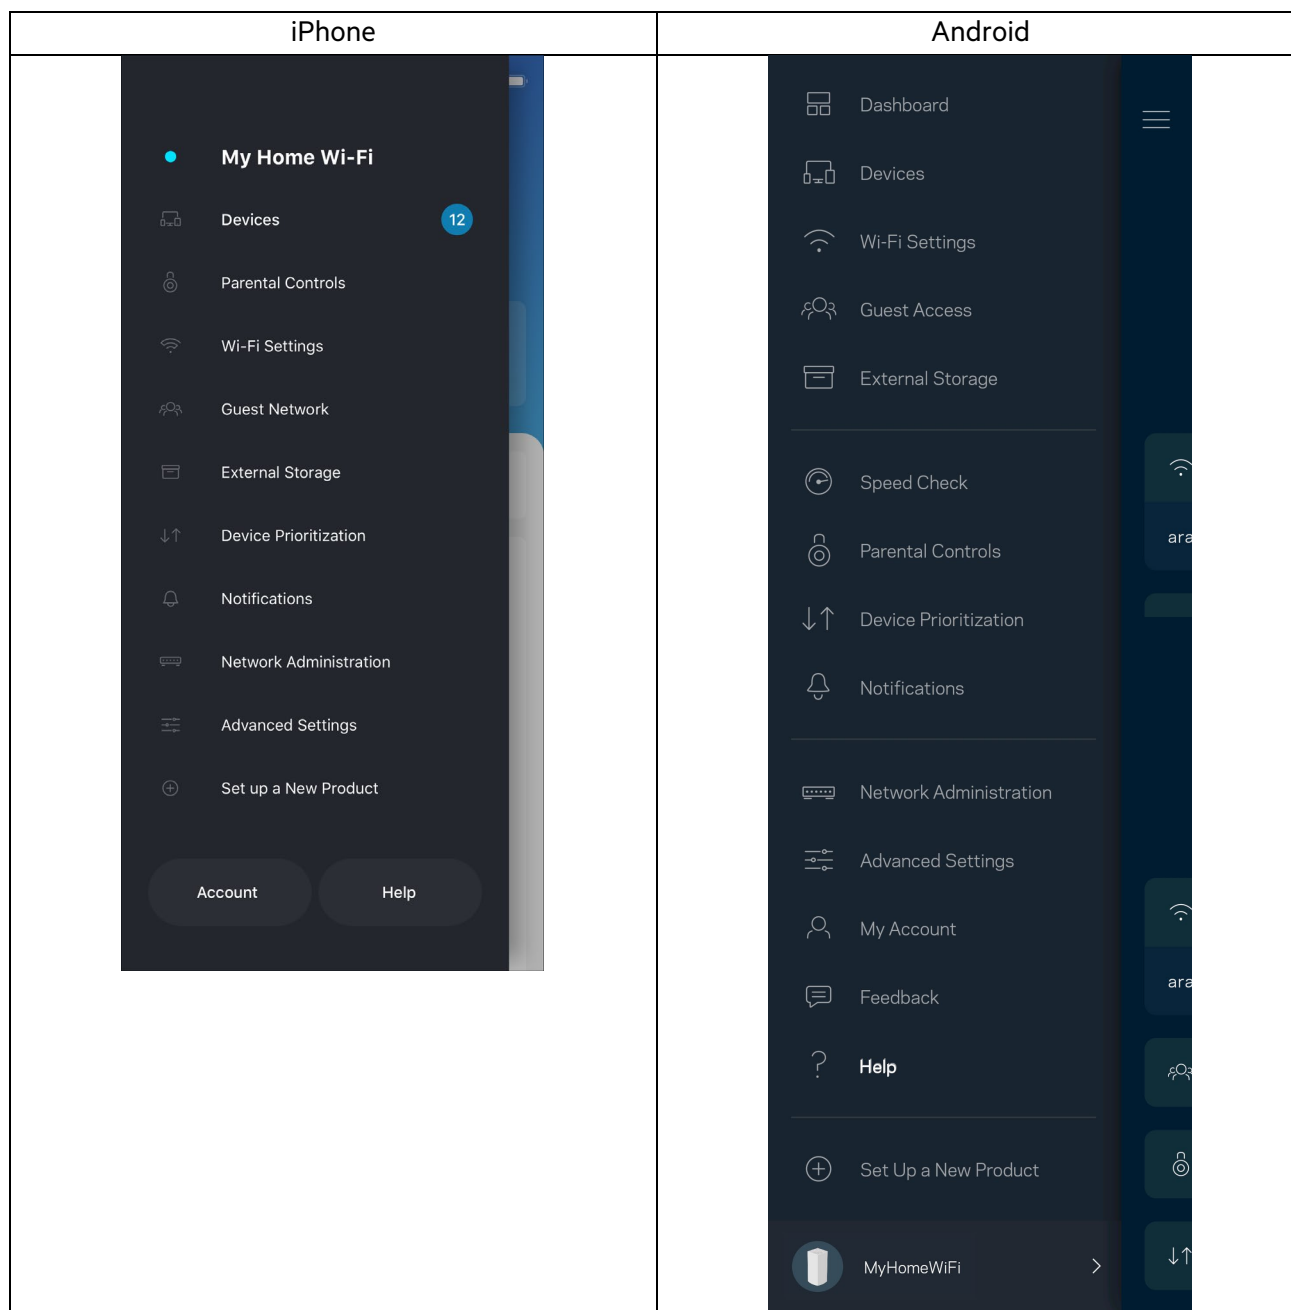 iPhone
Android
My Home Wi-Fi
Devices
12
Parental Controls
Wi-Fi Settings
Guest Network
External Storage
Device Prioritization
Notifications
Network Administration
Advanced Settings
Set up a New Product
Account
Help
Dashboard
Devices
Wi-Fi Settings
Guest Access
External Storage
Speed Check
Parental Controls
Device Prioritization
Notifications
Network Administration
Advanced Settings
My Account
Feedback
Help
Set Up a New Product
MyHomeWiFi
ara
ara